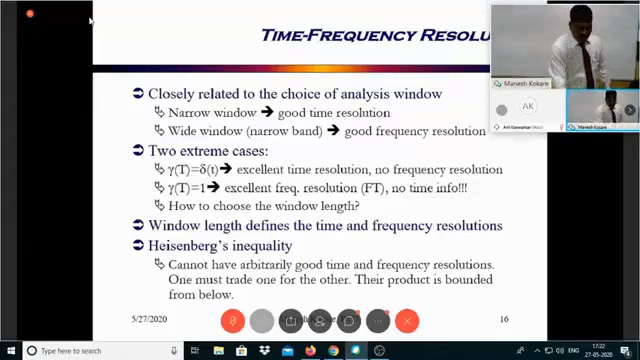 TIME-FREQUENCY RESOLU
Closely related to the choice of analysis window
Narrow window ➔ good time resolution
Wide window (narrow band) ➔ good frequency resolution
Two extreme cases:
γ(T)=δ(t)➔ excellent time resolution, no frequency resolution
γ(T)=1➔ excellent freq. resolution (FT), no time info!!!
How to choose the window length?
Window length defines the time and frequency resolutions
Heisenberg's inequality
Cannot have arbitrarily good time and frequency resolutions.
One must trade one for the other. Their product is bounded
from below.
5/27/2020
16
Manesh Kokare
AK
Manesh Kokare
Type here to search
ENG
17:22
27-05-2020